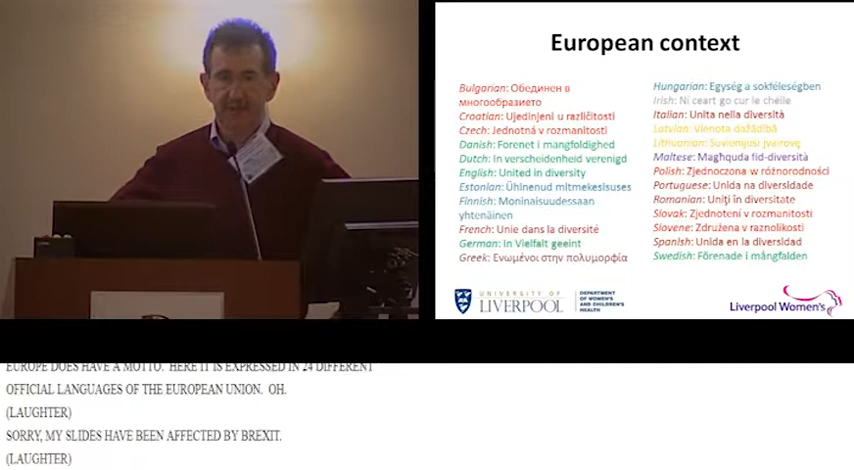 European context
Bulgarian: Обединен в
многообразието
Croatian: Ujedinjeni u različitosti
Czech: Jednotná v rozmanitosti
Danish: Forenet i mangfoldighed
Dutch: In verscheidenheid verenigd
English: United in diversity
Estonian: Ühinenud mitmekesisuses
Finnish: Moninaisuudessaan
yhtenäinen
French: Unie dans la diversité
German: In Vielfalt geeint
Greek: Ενωμένοι στην πολυμορφία
Hungarian: Egység a sokféleségben
Irish: Ní ceart go cur le chéile
Italian: Unita nella diversità
Latvian: Vienota dažādībā
Lithuanian: Suvienijusi įvairovę
Maltese: Magħquda fid-diversità
Polish: Zjednoczona w różnorodności
Portuguese: Unida na diversidade
Romanian: Uniţi în diversitate
Slovak: Zjednotení v rozmanitosti
Slovene: Združena v raznolikosti
Spanish: Unida en la diversidad
Swedish: Förenade i mångfalden
UNIVERSITY OF
LIVERPOOL
DEPARTMENT
OF WOMEN'S
AND CHILDREN'S
HEALTH
Liverpool Women's
EUROPE DOES HAVE A MOTTO. HERE IT IS EXPRESSED IN 24 DIFFERENT
OFFICIAL LANGUAGES OF THE EUROPEAN UNION. OH.
(LAUGHTER)
SORRY, MY SLIDES HAVE BEEN AFFECTED BY BREXIT.
(LAUGHTER)